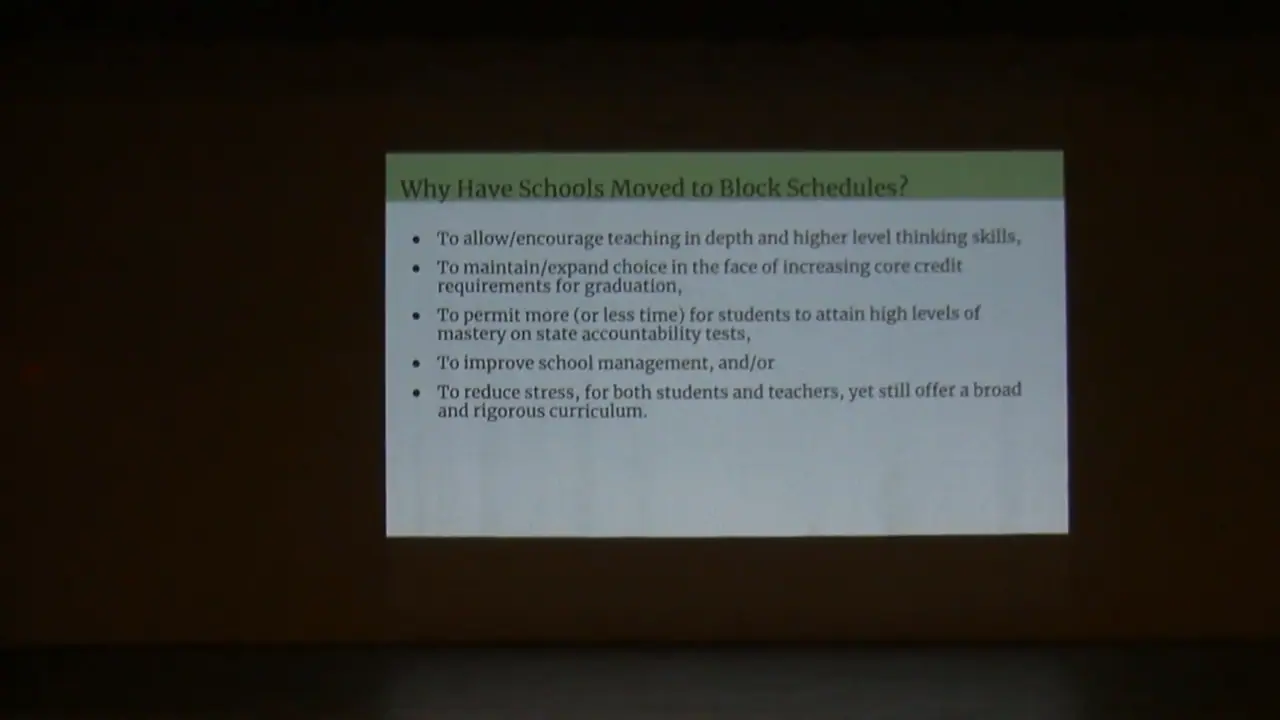 Why Have Schools Moved to Block Schedules?
• To allow/encourage teaching in depth and higher level thinking skills,
• To maintain/expand choice in the face of increasing core credit
requirements for graduation,
• To permit more (or less time) for students to attain high levels of
mastery on state accountability tests,
• To improve school management, and/or
• To reduce stress, for both students and teachers, yet still offer a broad
and rigorous curriculum.